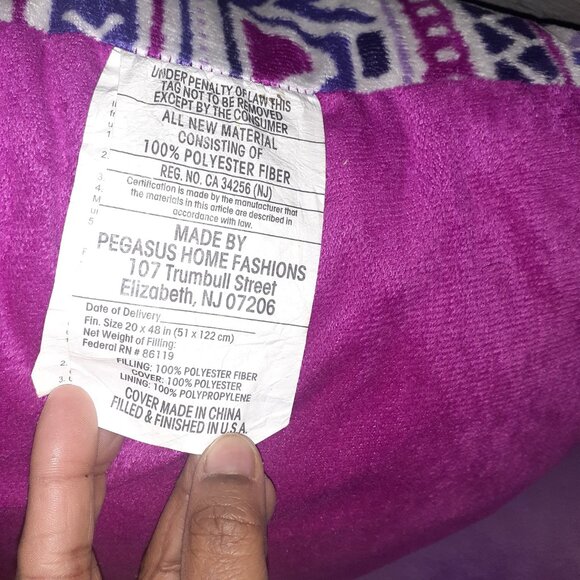 UNDER PENALTY OF LAW THIS
TAG NOT TO BE REMOVED
EXCEPT BY THE CONSUMER
ALL NEW MATERIAL
CONSISTING OF
100% POLYESTER FIBER
REG. NO. CA 34256 (NJ)
Certification is made by the manufacturer that
the materials in this article are described in
accordance with law.
MADE BY
PEGASUS HOME FASHIONS
107 Trumbull Street
Elizabeth, NJ 07206
Date of Delivery
Fin. Size 20 x 48 in (51 x 122 cm)
Net Weight of Filling:
Federal RN # 86119
FILLING: 100% POLYESTER FIBER
COVER: 100% POLYESTER
LINING: 100% POLYPROPYLENE
COVER MADE IN CHINA
FILLED & FINISHED IN U.S.A.